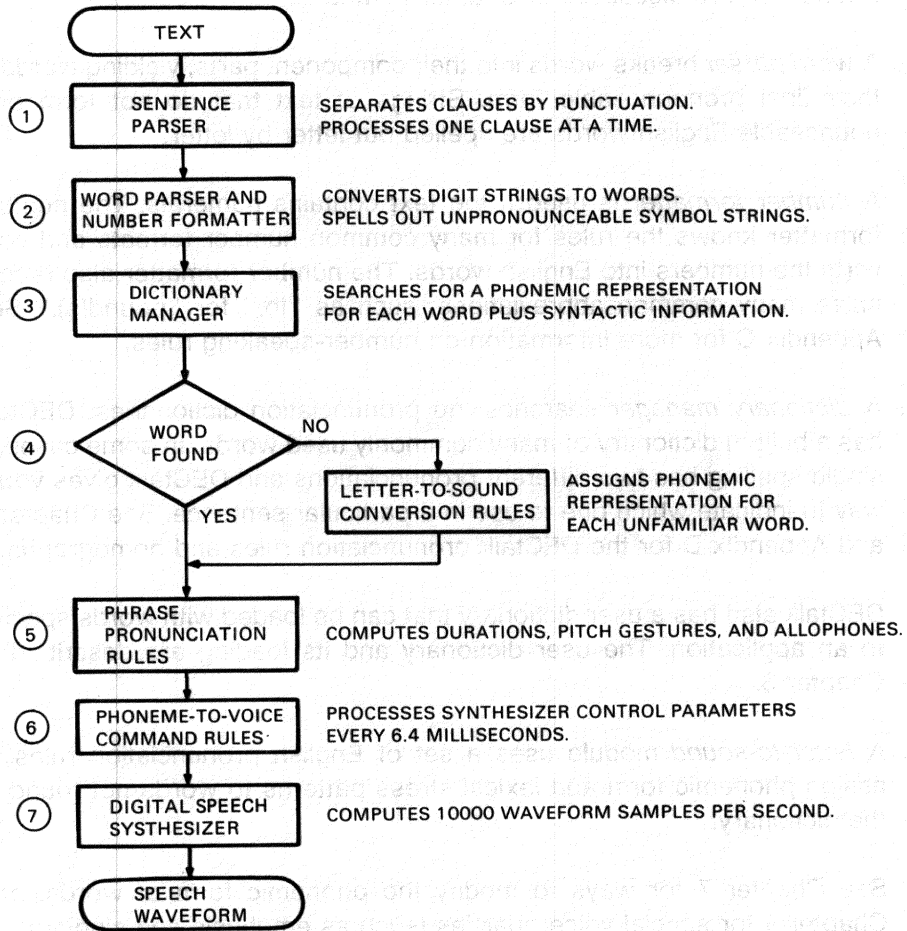 TEXT
1
SENTENCE
PARSER
SEPARATES CLAUSES BY PUNCTUATION.
PROCESSES ONE CLAUSE AT A TIME.
2
WORD PARSER AND
NUMBER FORMATTER
CONVERTS DIGIT STRINGS TO WORDS.
SPELLS OUT UNPRONOUNCEABLE SYMBOL STRINGS.
3
DICTIONARY
MANAGER
SEARCHES FOR A PHONEMIC REPRESENTATION
FOR EACH WORD PLUS SYNTACTIC INFORMATION.
4
WORD
FOUND
NO
YES
LETTER-TO-SOUND
CONVERSION RULES
ASSIGNS PHONEMIC
REPRESENTATION FOR
EACH UNFAMILIAR WORD.
5
PHRASE
PRONUNCIATION
RULES
COMPUTES DURATIONS, PITCH GESTURES, AND ALLOPHONES.
6
PHONEME-TO-VOICE
COMMAND RULES
PROCESSES SYNTHESIZER CONTROL PARAMETERS
EVERY 6.4 MILLISECONDS.
7
DIGITAL SPEECH
SYSTHESIZER
COMPUTES 10000 WAVEFORM SAMPLES PER SECOND.
SPEECH
WAVEFORM